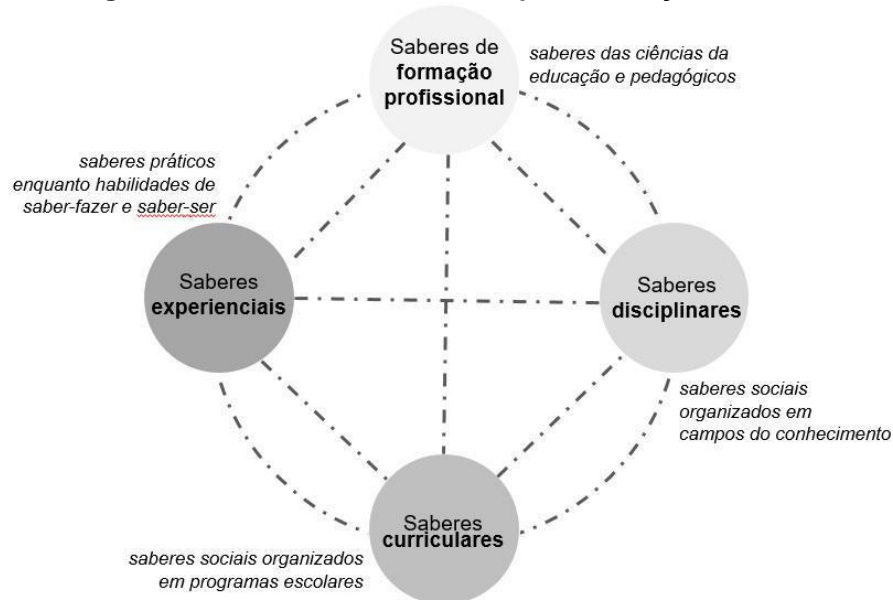 Saberes de
formação
profissional
saberes das ciências da
educação e pedagógicos
saberes práticos
enquanto habilidades de
saber-fazer e saber-ser
Saberes
experienciais
Saberes
disciplinares
saberes sociais
organizados em
campos do conhecimento
Saberes
curriculares
saberes sociais organizados
em programas escolares